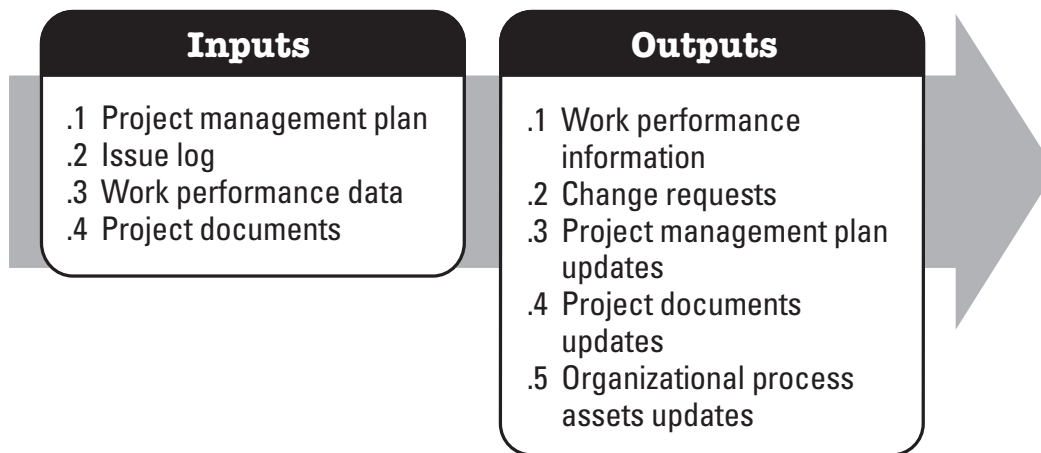 Inputs
.1 Project management plan
.2 Issue log
.3 Work performance data
.4 Project documents
Outputs
.1 Work performance
information
.2 Change requests
.3 Project management plan
updates
.4 Project documents
updates
.5 Organizational process
assets updates